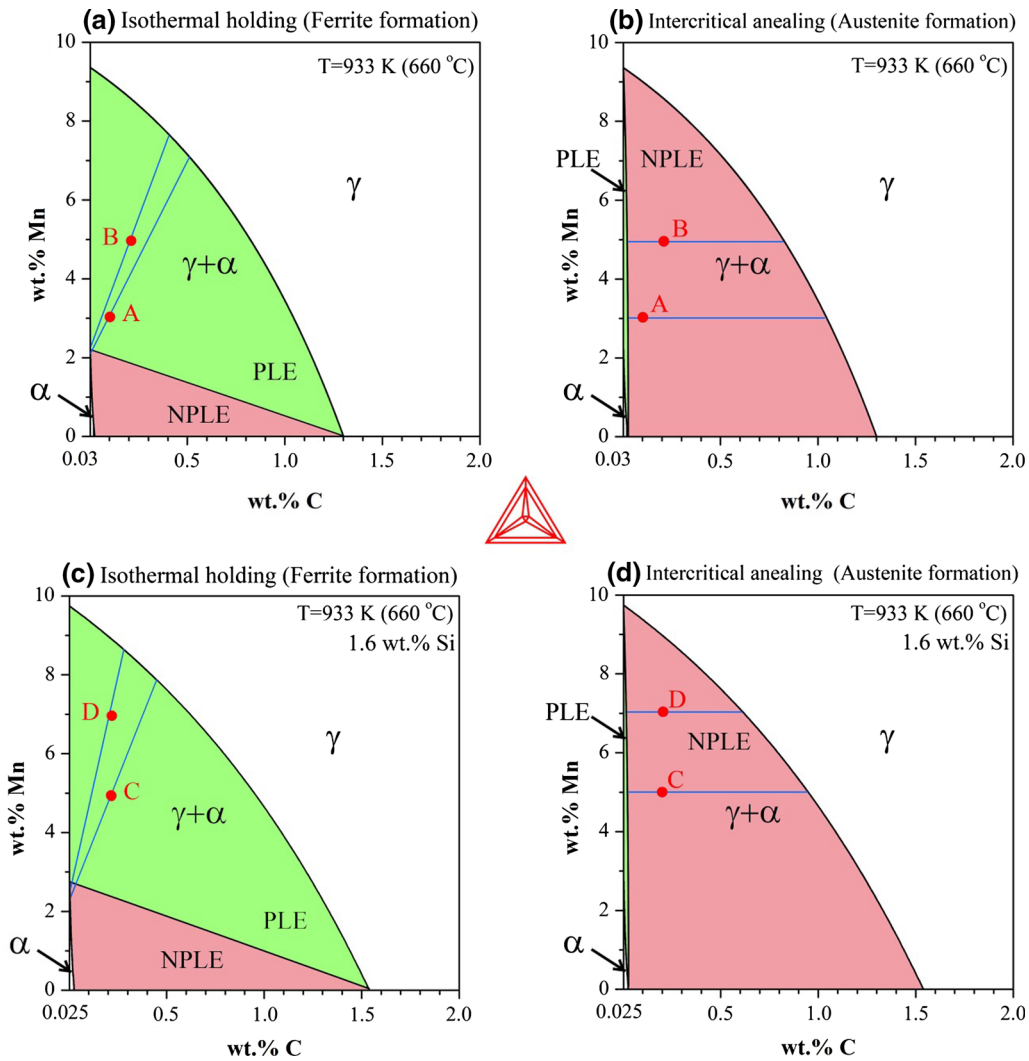 (a) Isothermal holding (Ferrite formation)
T=933 K (660 °C)
10
8
6
4
2
0
wt.% Mn
B
A
γ
γ+α
PLE
NPLE
α
0.03
0.5
1.0
1.5
2.0
wt.% C
(b) Intercritical anealing (Austenite formation)
T=933 K (660 °C)
10
8
6
4
2
0
wt.% Mn
PLE
NPLE
B
A
γ
γ+α
α
0.03
0.5
1.0
1.5
2.0
wt.% C
(c) Isothermal holding (Ferrite formation)
T=933 K (660 °C)
1.6 wt.% Si
10
8
6
4
2
0
wt.% Mn
D
C
γ
γ+α
PLE
NPLE
α
0.025
0.5
1.0
1.5
2.0
wt.% C
(d) Intercritical anealing (Austenite formation)
T=933 K (660 °C)
1.6 wt.% Si
10
8
6
4
2
0
wt.% Mn
PLE
D
NPLE
C
γ
γ+α
α
0.025
0.5
1.0
1.5
2.0
wt.% C